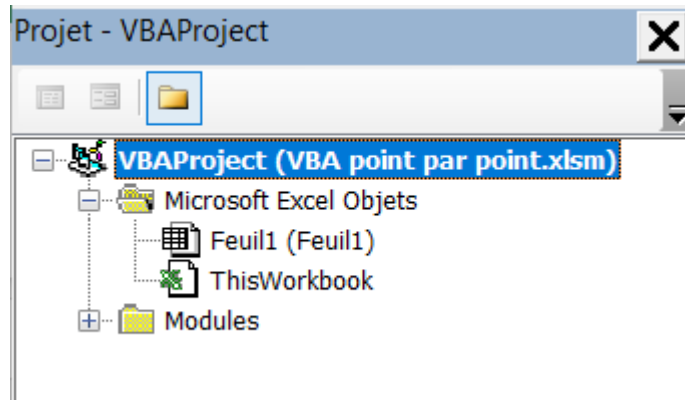 Projet - VBAProject
VBAProject (VBA point par point.xlsm)
Microsoft Excel Objets
Feuil1 (Feuil1)
ThisWorkbook
Modules